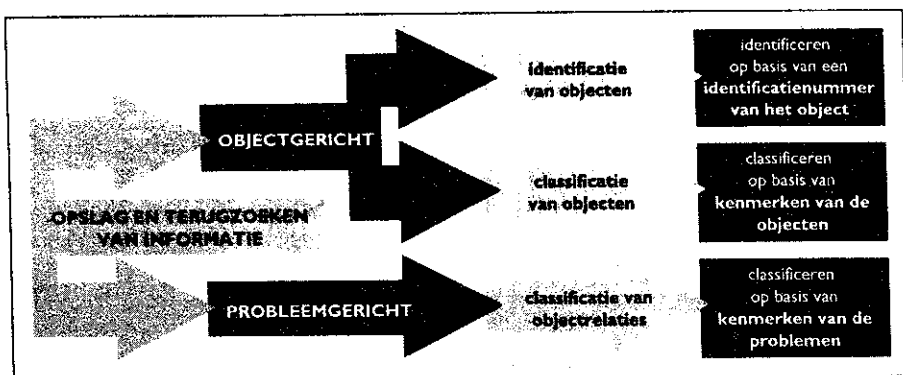 identificatie
van objecten
identificeren
op basis van een
identificatienummer
van het object
OBJECTGERICHT
classificatie
van objecten
classificeren
op basis van
kenmerken van de
objecten
OPSLAG EN TERUGZOEKEN
VAN INFORMATIE
PROBLEEMGERICHT
classificatie van
objectrelaties
classificeren
op basis van
kenmerken van de
problemen